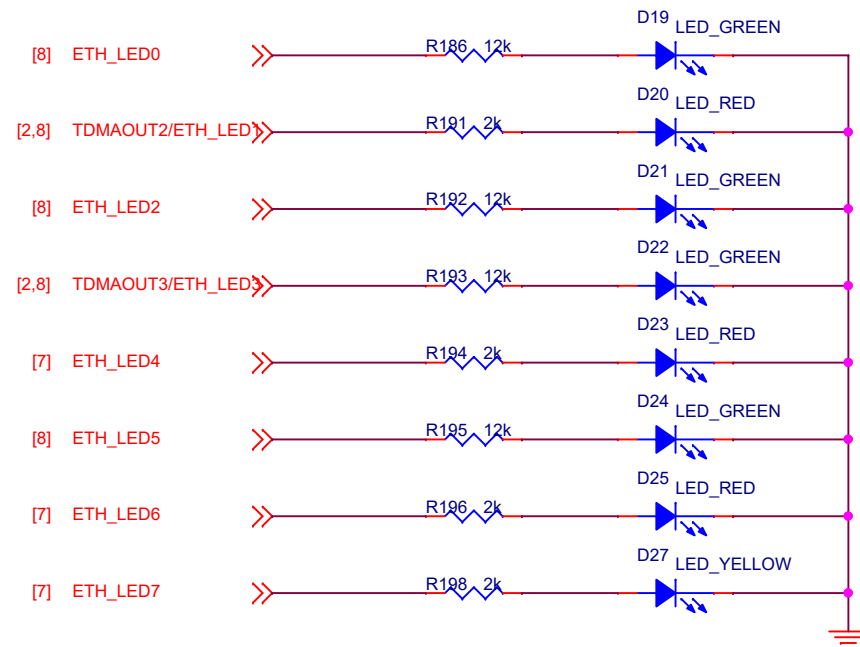 [8] ETH_LED0 R186 12k D19 LED_GREEN
[2,8] TDMAOUT2/ETH_LED1 R191 2k D20 LED_RED
[8] ETH_LED2 R192 12k D21 LED_GREEN
[2,8] TDMAOUT3/ETH_LED3 R193 12k D22 LED_GREEN
[7] ETH_LED4 R194 2k D23 LED_RED
[8] ETH_LED5 R195 12k D24 LED_GREEN
[7] ETH_LED6 R196 2k D25 LED_RED
[7] ETH_LED7 R198 2k D27 LED_YELLOW